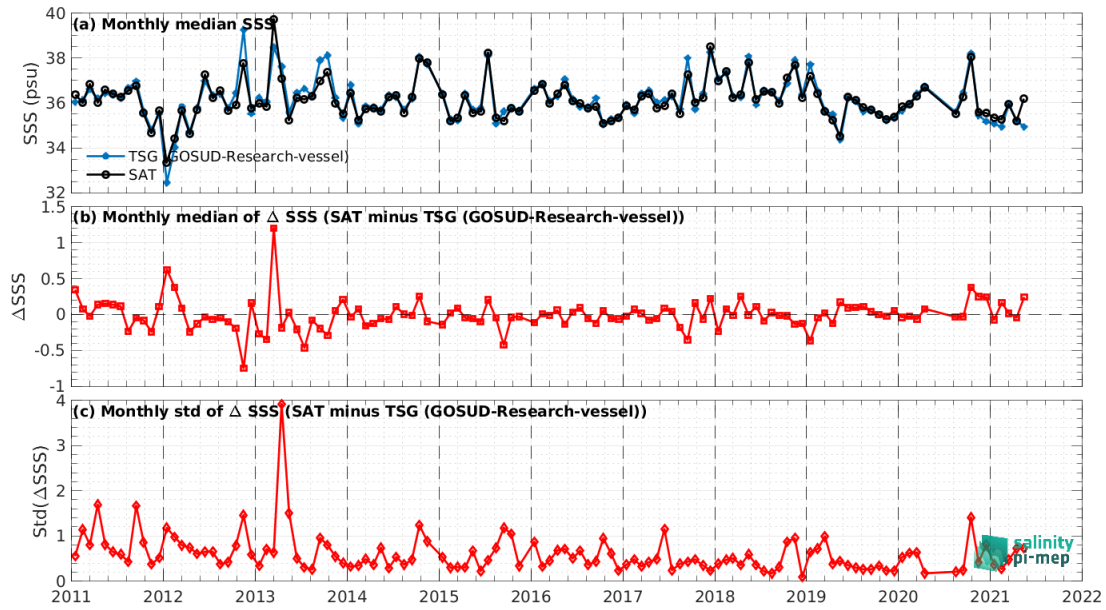 40
(a) Monthly median SSS
38
36
34
32
SSS (psu)
TSG (GOSUD-Research-vessel)
SAT
1.5
(b) Monthly median of Δ SSS (SAT minus TSG (GOSUD-Research-vessel))
1
0.5
0
-0.5
-1
ΔSSS
4
(c) Monthly std of Δ SSS (SAT minus TSG (GOSUD-Research-vessel))
3
2
1
0
Std(ΔSSS)
salinity
pi-mep
2011 2012 2013 2014 2015 2016 2017 2018 2019 2020 2021 2022